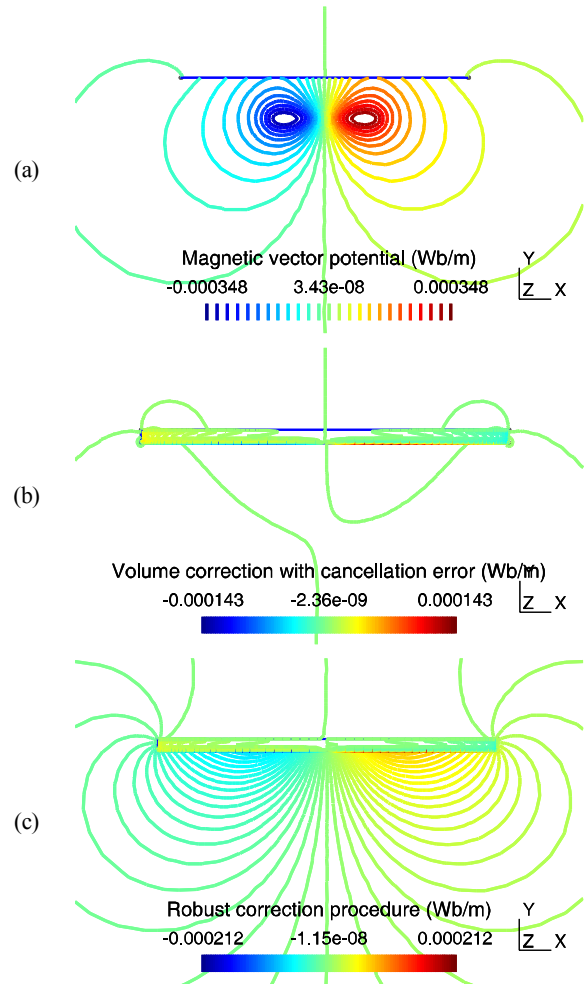 (a)
Magnetic vector potential (Wb/m)
-0.000348 3.43e-08 0.000348
Y
Z X
(b)
Volume correction with cancellation error (Wb/m)
-0.000143 -2.36e-09 0.000143
Y
Z X
(c)
Robust correction procedure (Wb/m)
-0.000212 -1.15e-08 0.000212
Y
Z X